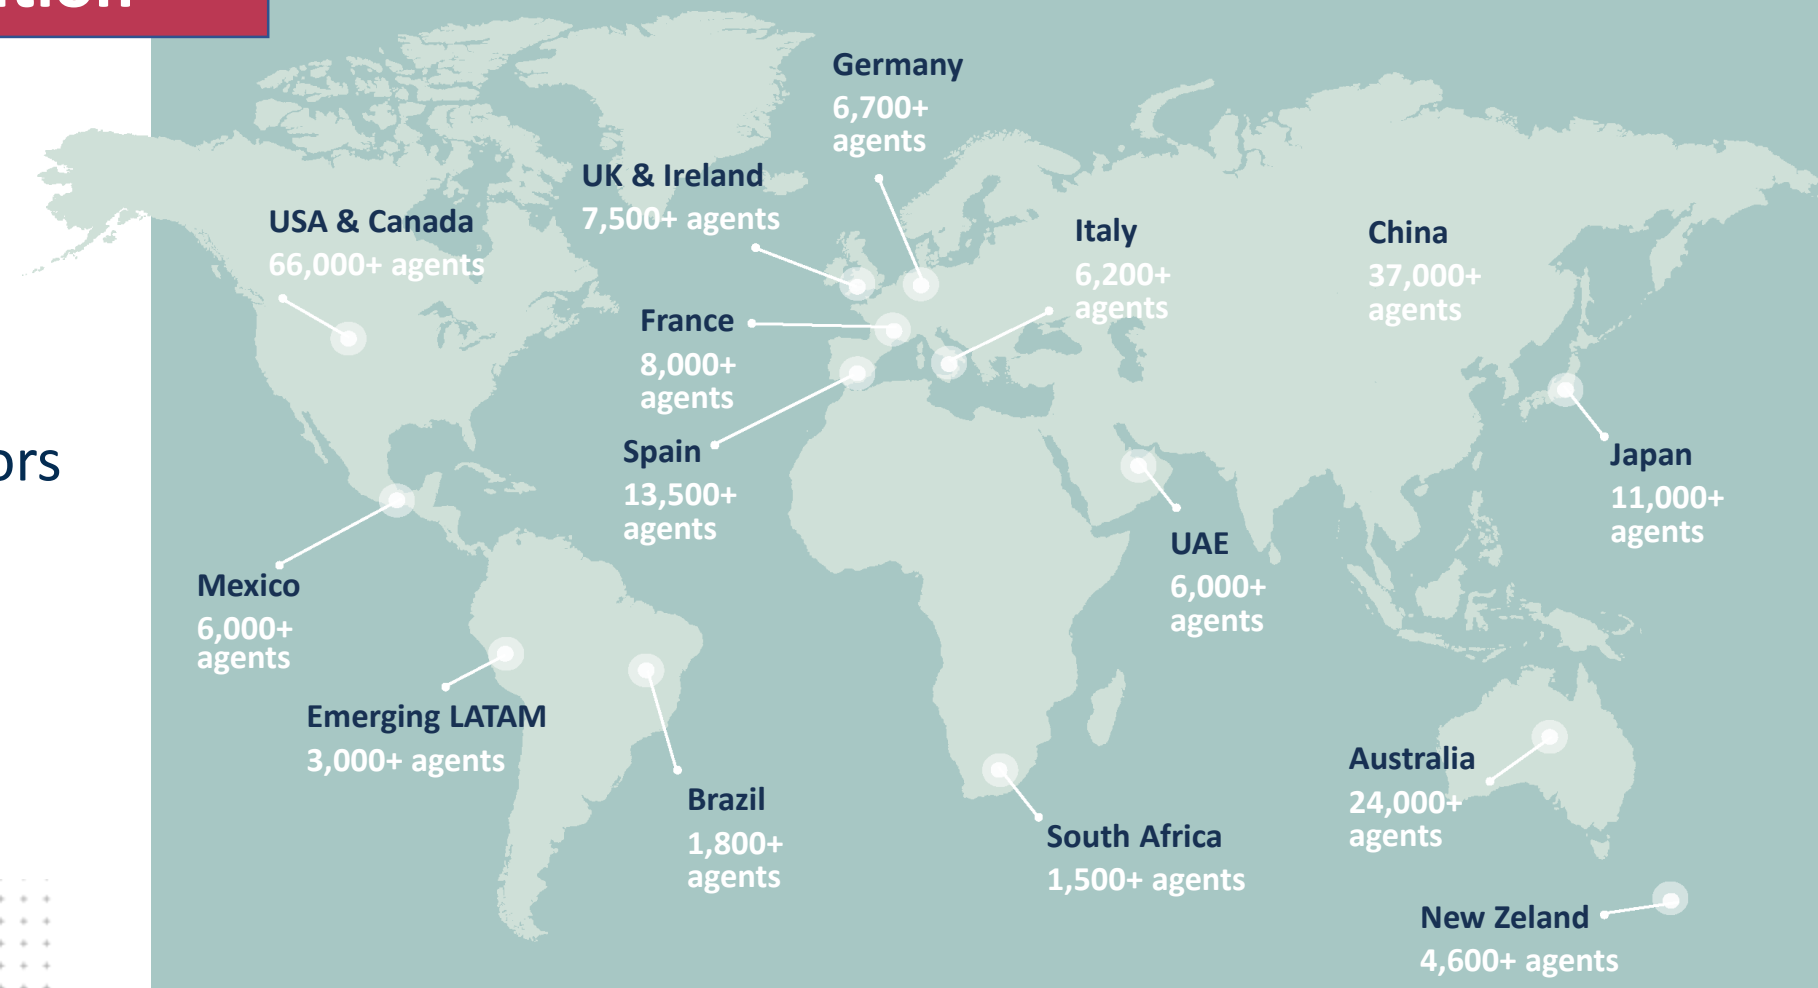 Germany
6,700+
agents
UK & Ireland
7,500+ agents
USA & Canada
66,000+ agents
Italy
6,200+
agents
China
37,000+
agents
France
8,000+
agents
Spain
13,500+
agents
ors
Japan
11,000+
agents
UAE
6,000+
agents
Mexico
6,000+
agents
Emerging LATAM
3,000+ agents
Brazil
1,800+
agents
South Africa
1,500+ agents
Australia
24,000+
agents
New Zeland
4,600+ agents